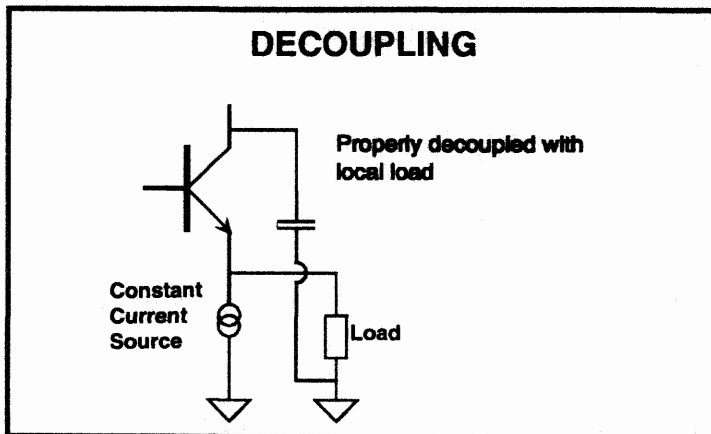 DECOUPLING
Properly decoupled with
local load
Constant
Current
Source
Load